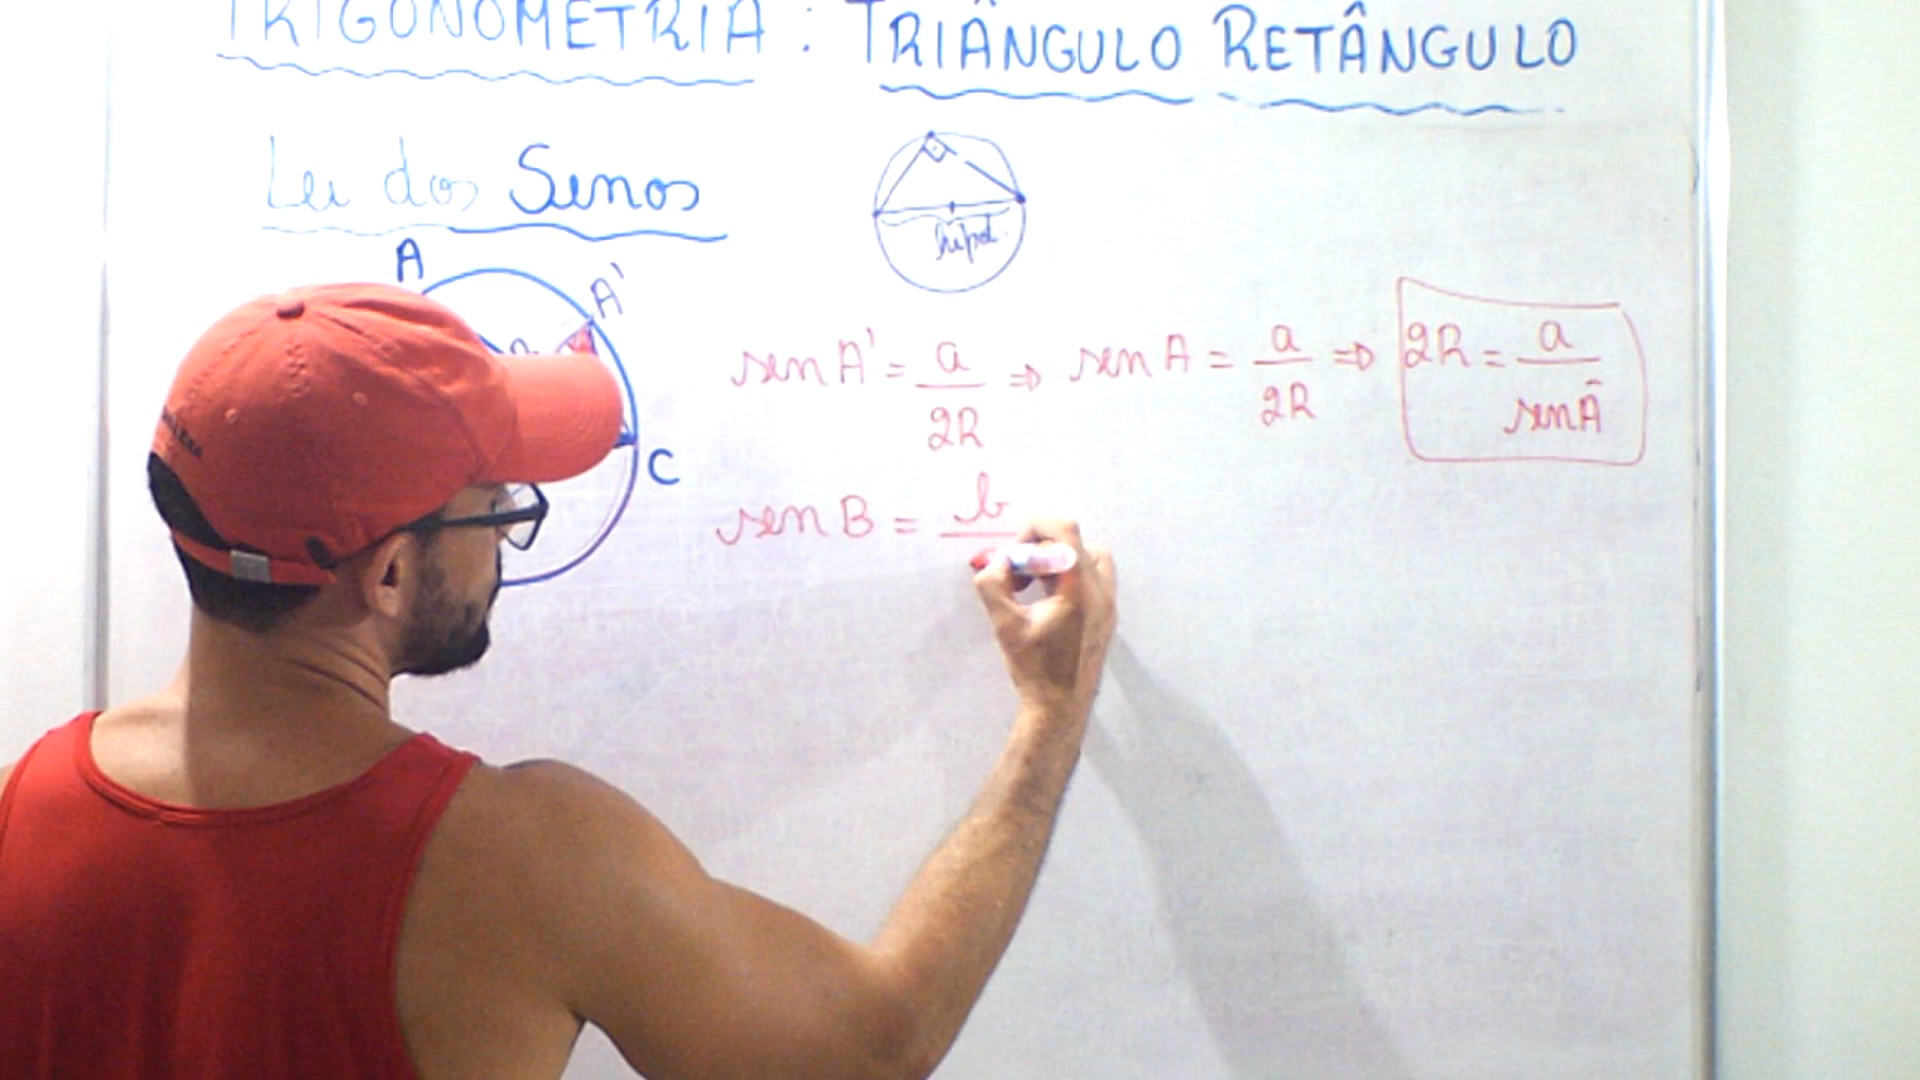 TRIGONOMETRIA : TRIÂNGULO RETÂNGULO
Lei dos Senos
hipot.
A
A'
R
C
sen A' = a/2R ⇒ sen A = a/2R ⇒ 2R = a/sen Â
sen B = b